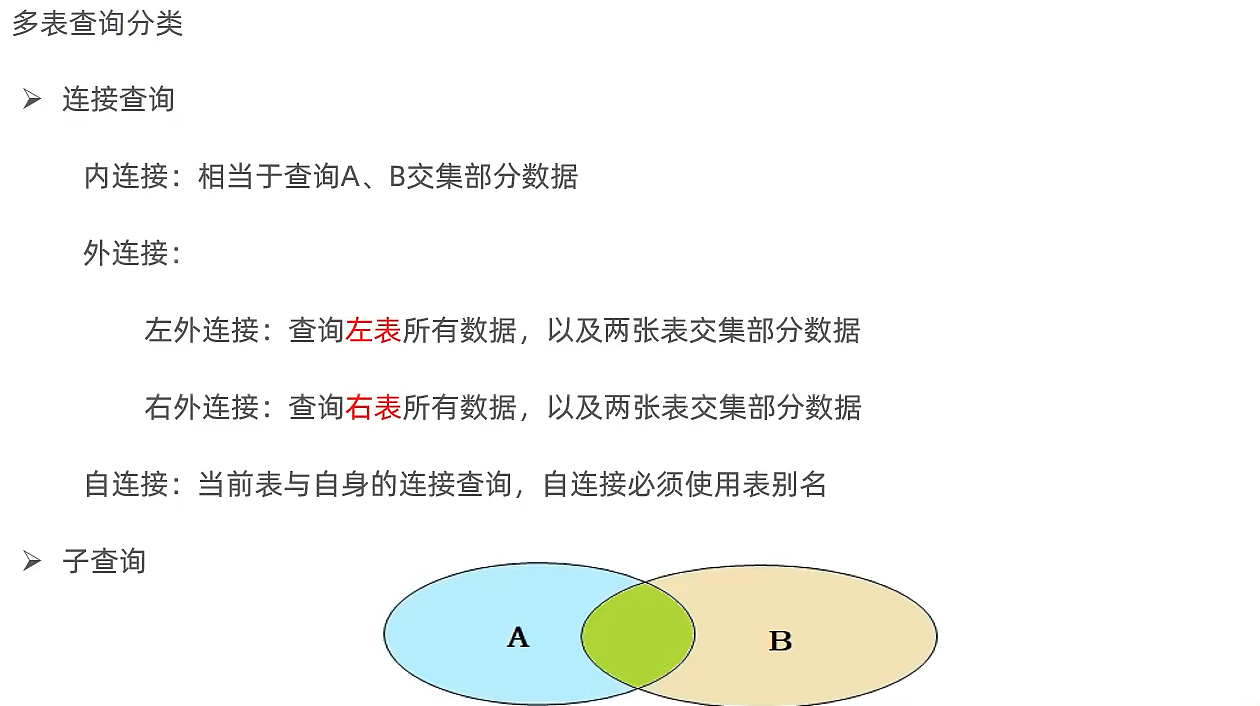 多表查询分类
➢ 连接查询
内连接：相当于查询A、B交集部分数据
外连接：
左外连接：查询左表所有数据，以及两张表交集部分数据
右外连接：查询右表所有数据，以及两张表交集部分数据
自连接：当前表与自身的连接查询，自连接必须使用表别名
➢ 子查询
A
B